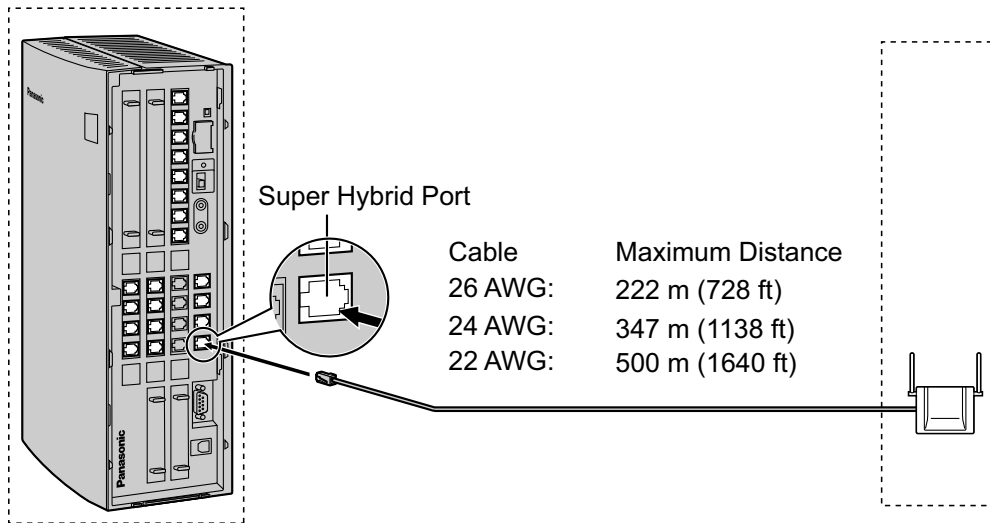 Panasonic
Super Hybrid Port
Cable Maximum Distance
26 AWG: 222 m (728 ft)
24 AWG: 347 m (1138 ft)
22 AWG: 500 m (1640 ft)
Panasonic